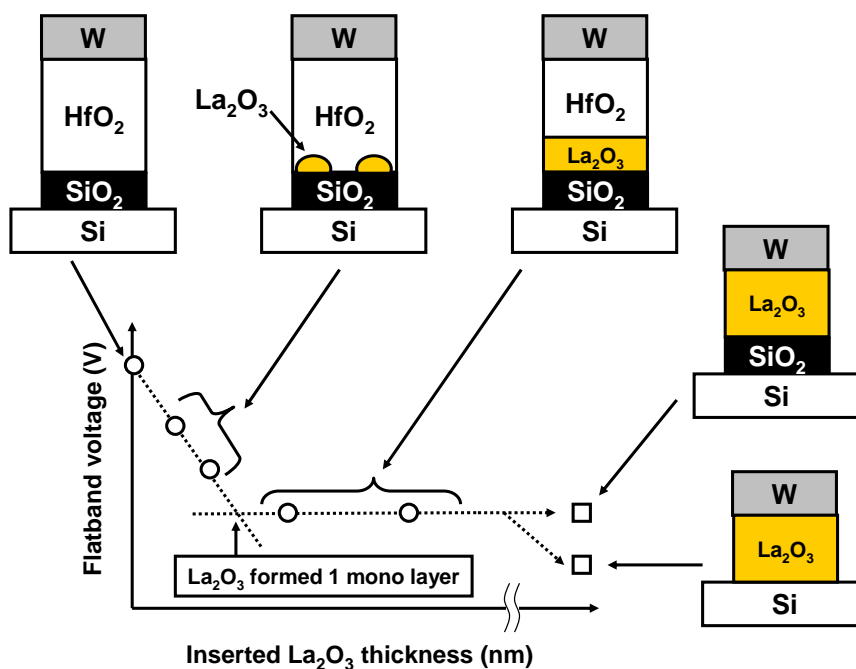 W
HfO₂
SiO₂
Si
La₂O₃
W
HfO₂
SiO₂
Si
W
HfO₂
La₂O₃
SiO₂
Si
W
La₂O₃
SiO₂
Si
W
La₂O₃
Si
Flatband voltage (V)
La₂O₃ formed 1 mono layer
Inserted La₂O₃ thickness (nm)